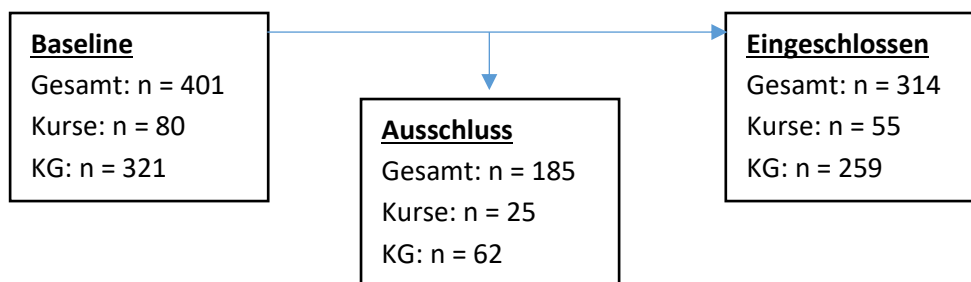 Baseline
Gesamt: n = 401
Kurse: n = 80
KG: n = 321
Ausschluss
Gesamt: n = 185
Kurse: n = 25
KG: n = 62
Eingeschlossen
Gesamt: n = 314
Kurse: n = 55
KG: n = 259